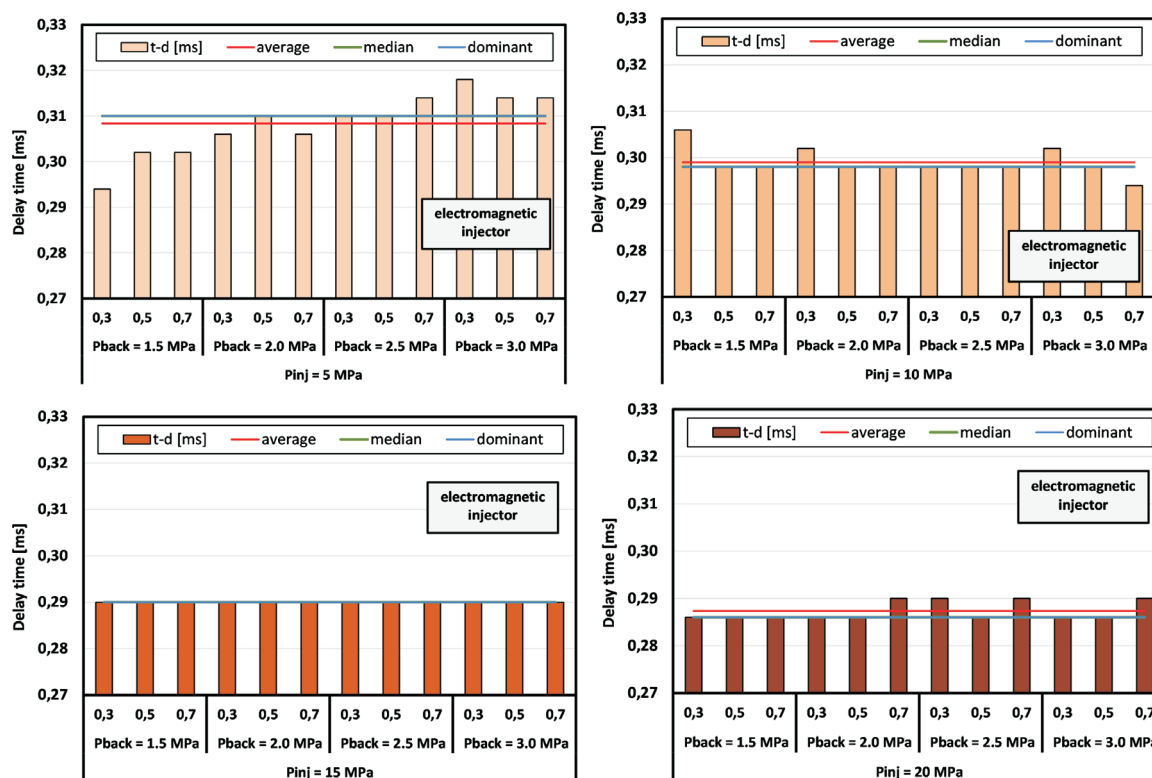 0,33
0,32
0,31
0,30
0,29
0,28
0,27
Delay time [ms]
t-d [ms] average median dominant
electromagnetic
injector
0,3 0,5 0,7 0,3 0,5 0,7 0,3 0,5 0,7 0,3 0,5 0,7
Pback = 1.5 MPa Pback = 2.0 MPa Pback = 2.5 MPa Pback = 3.0 MPa
Pinj = 5 MPa
0,33
0,32
0,31
0,30
0,29
0,28
0,27
Delay time [ms]
t-d [ms] average median dominant
electromagnetic
injector
0,3 0,5 0,7 0,3 0,5 0,7 0,3 0,5 0,7 0,3 0,5 0,7
Pback = 1.5 MPa Pback = 2.0 MPa Pback = 2.5 MPa Pback = 3.0 MPa
Pinj = 10 MPa
0,33
0,32
0,31
0,30
0,29
0,28
0,27
Delay time [ms]
t-d [ms] average median dominant
electromagnetic
injector
0,3 0,5 0,7 0,3 0,5 0,7 0,3 0,5 0,7 0,3 0,5 0,7
Pback = 1.5 MPa Pback = 2.0 MPa Pback = 2.5 MPa Pback = 3.0 MPa
Pinj = 15 MPa
0,33
0,32
0,31
0,30
0,29
0,28
0,27
Delay time [ms]
t-d [ms] average median dominant
electromagnetic
injector
0,3 0,5 0,7 0,3 0,5 0,7 0,3 0,5 0,7 0,3 0,5 0,7
Pback = 1.5 MPa Pback = 2.0 MPa Pback = 2.5 MPa Pback = 3.0 MPa
Pinj = 20 MPa